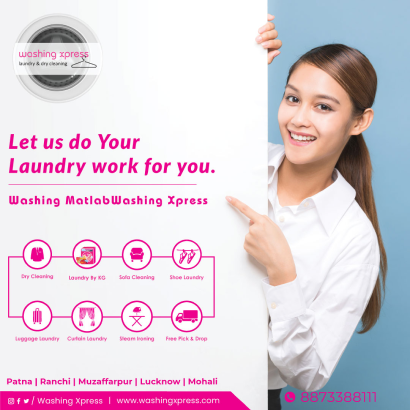 washing xpress
laundry & dry cleaning
Let us do Your
Laundry work for you.
Washing MatlabWashing Xpress
Dry Cleaning
Laundry By KG
Sofa Cleaning
Shoe Laundry
Luggage Laundry
Curtain Laundry
Steam Ironing
Free Pick & Drop
Patna | Ranchi | Muzaffarpur | Lucknow | Mohali
/ Washing Xpress | www.washingxpress.com
8873388111